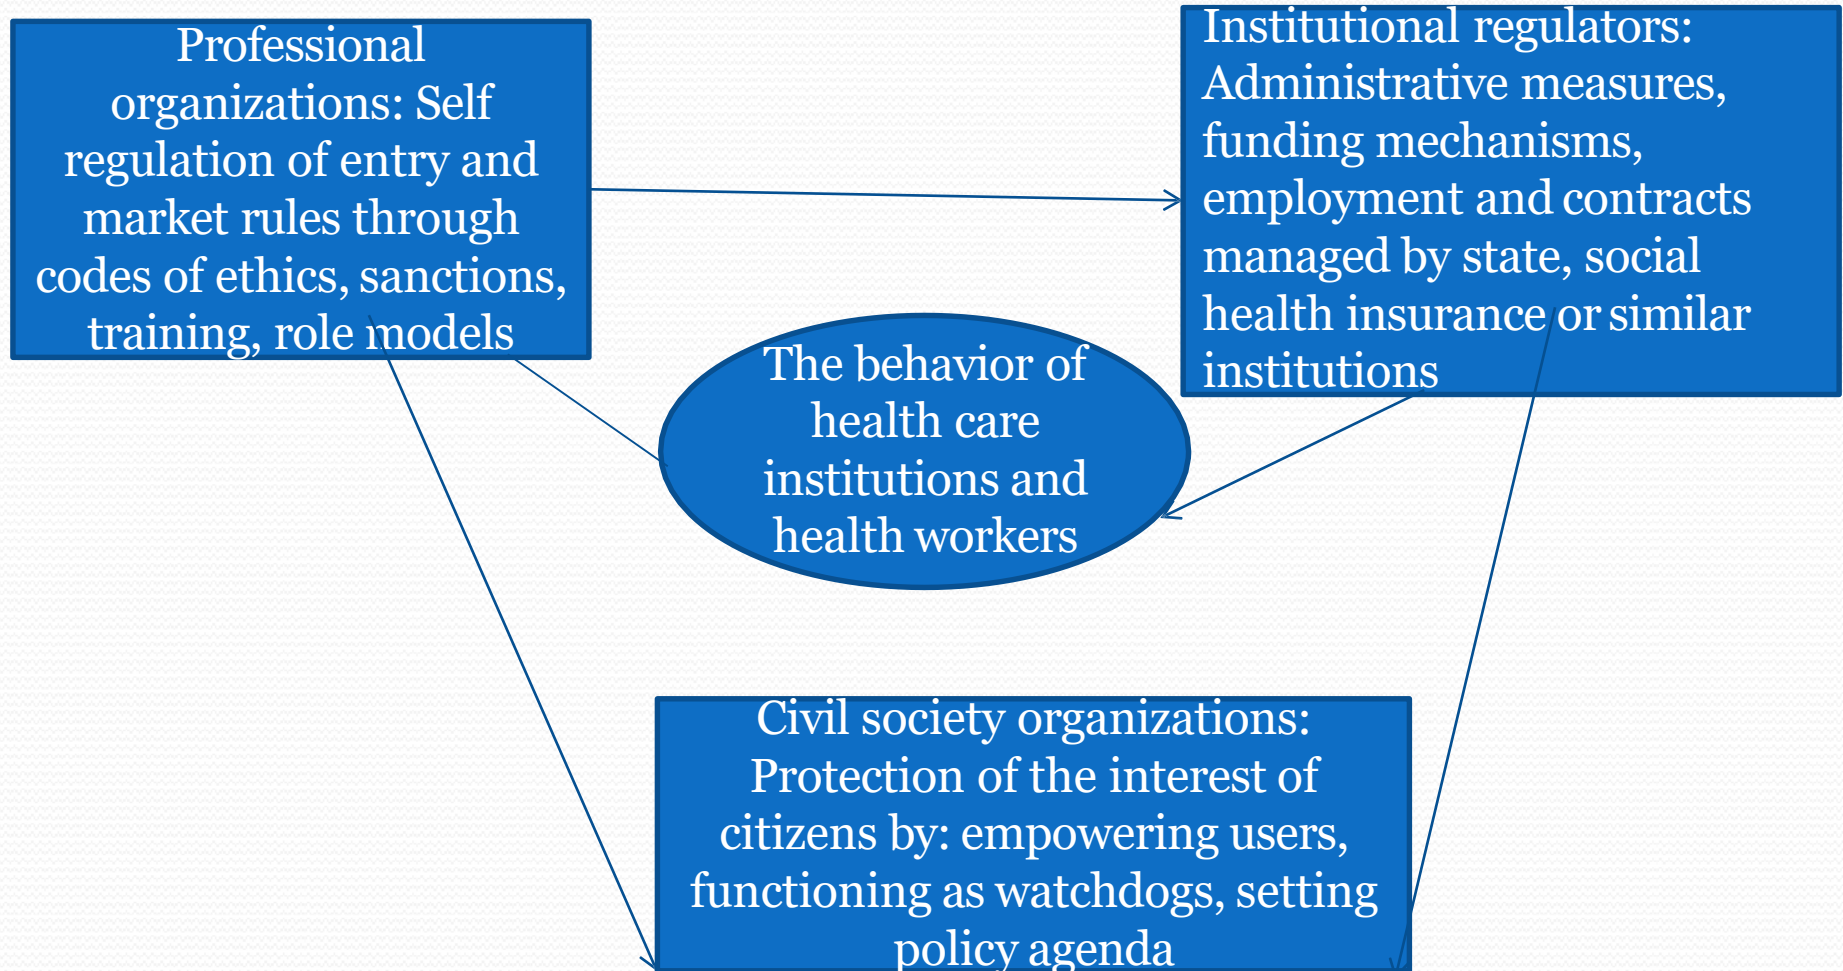 Professional
organizations: Self
regulation of entry and
market rules through
codes of ethics, sanctions,
training, role models
Institutional regulators:
Administrative measures,
funding mechanisms,
employment and contracts
managed by state, social
health insurance or similar
institutions
The behavior of
health care
institutions and
health workers
Civil society organizations:
Protection of the interest of
citizens by: empowering users,
functioning as watchdogs, setting
policy agenda